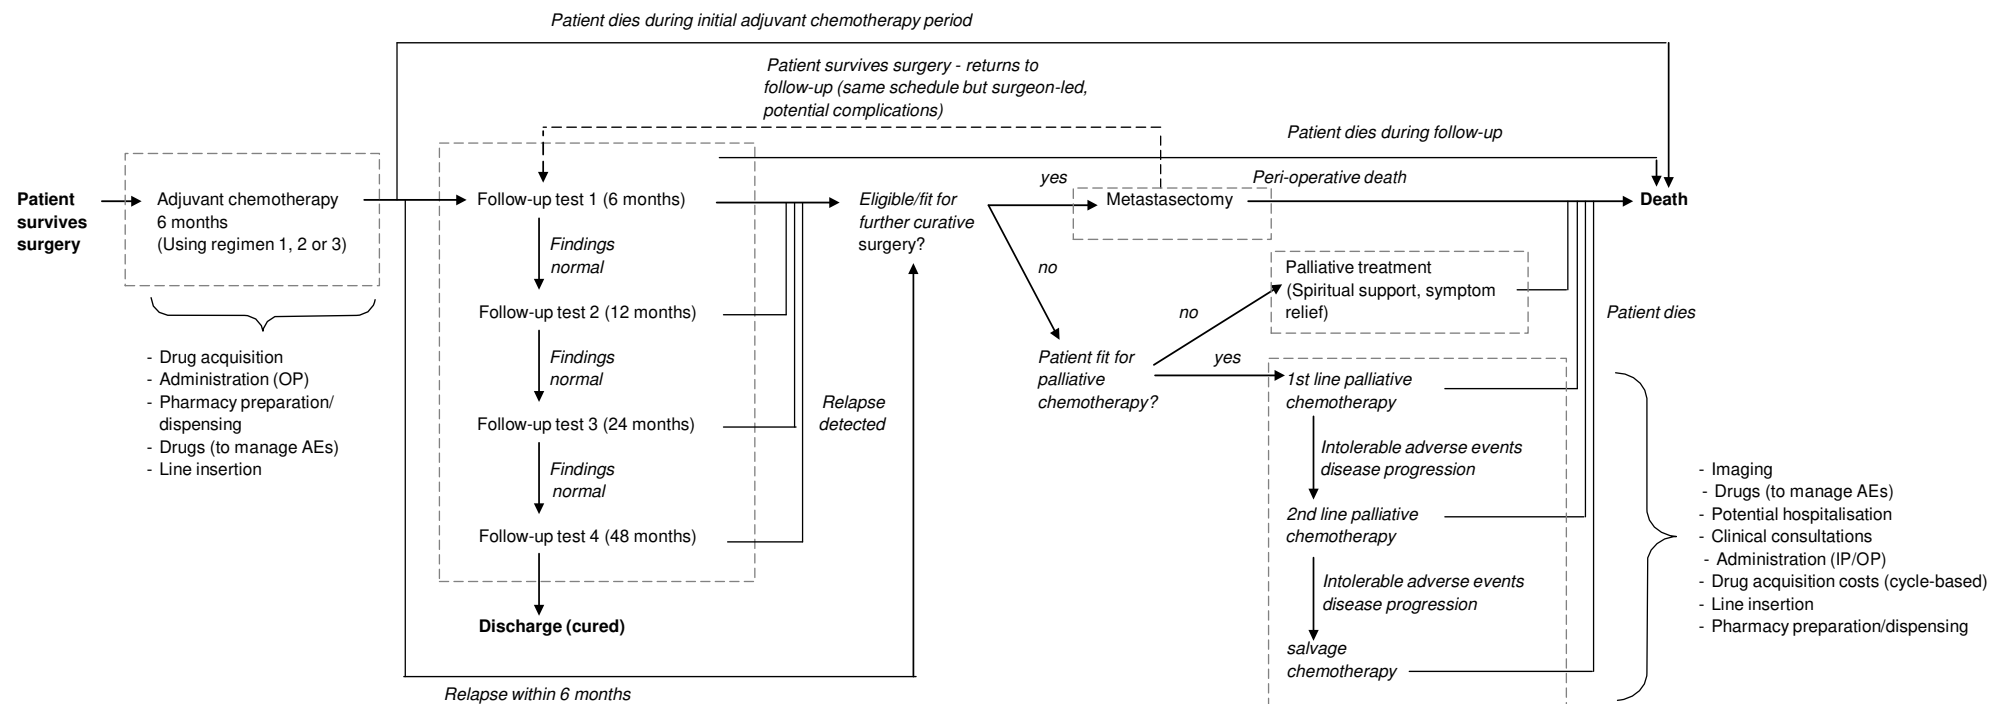 Patient dies during initial adjuvant chemotherapy period
Patient survives surgery - returns to
follow-up (same schedule but surgeon-led,
potential complications)
Patient dies during follow-up
Patient
survives
surgery
Adjuvant chemotherapy
6 months
(Using regimen 1, 2 or 3)
- Drug acquisition
- Administration (OP)
- Pharmacy preparation/
dispensing
- Drugs (to manage AEs)
- Line insertion
Follow-up test 1 (6 months)
Findings
normal
Follow-up test 2 (12 months)
Findings
normal
Follow-up test 3 (24 months)
Findings
normal
Follow-up test 4 (48 months)
Discharge (cured)
Relapse within 6 months
Relapse
detected
Eligible/fit for
further curative
surgery?
yes
Metastasectomy
Peri-operative death
Death
no
Patient fit for
palliative
chemotherapy?
no
Palliative treatment
(Spiritual support, symptom
relief)
yes
1st line palliative
chemotherapy
Intolerable adverse events
disease progression
2nd line palliative
chemotherapy
Intolerable adverse events
disease progression
salvage
chemotherapy
Patient dies
- Imaging
- Drugs (to manage AEs)
- Potential hospitalisation
- Clinical consultations
- Administration (IP/OP)
- Drug acquisition costs (cycle-based)
- Line insertion
- Pharmacy preparation/dispensing